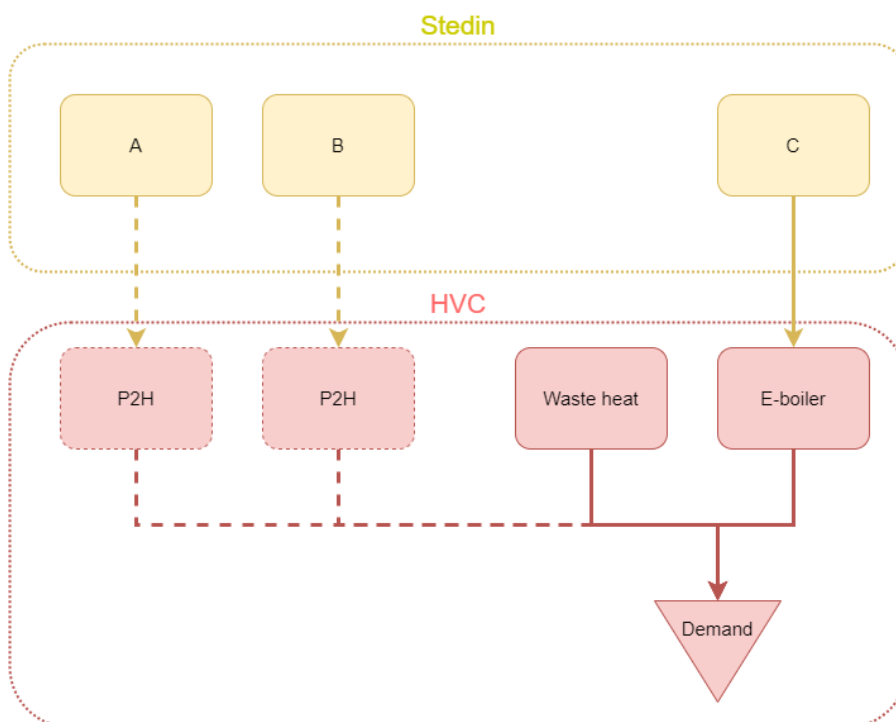 Stedin
A
B
C
HVC
P2H
P2H
Waste heat
E-boiler
Demand